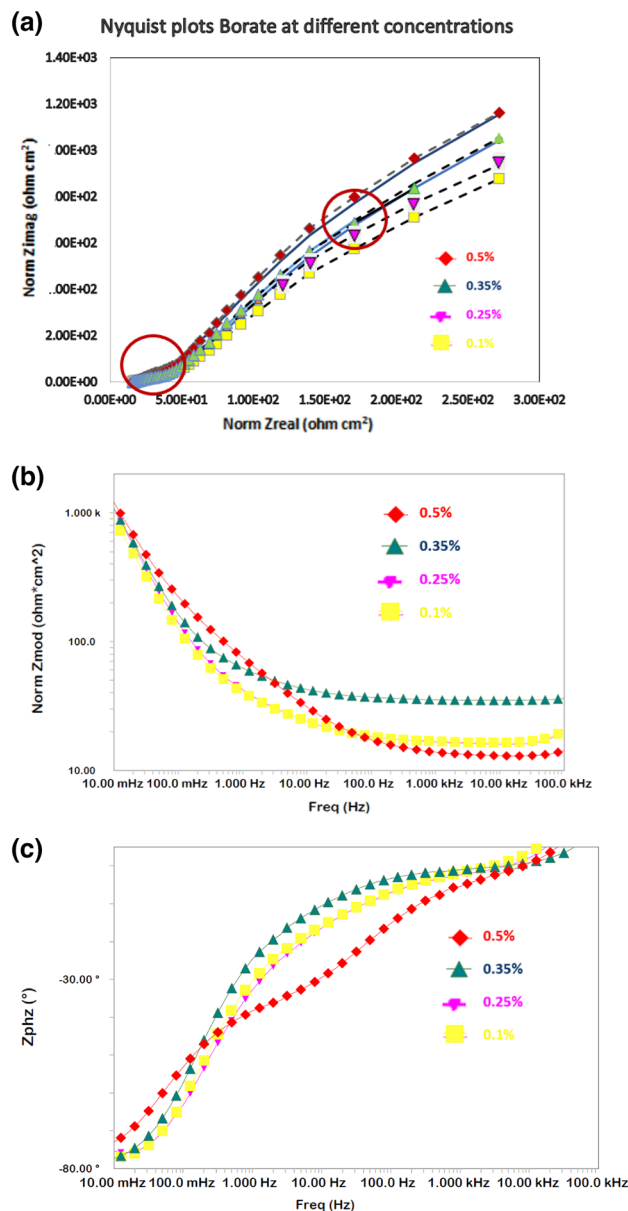 (a)
Nyquist plots Borate at different concentrations
1.40E+03
1.20E+03
.00E+03
.00E+02
.00E+02
.00E+02
2.00E+02
0.00E+00
Norm Zimag (ohm cm²)
0.5%
0.35%
0.25%
0.1%
0.00E+00 5.00E+01 1.00E+02 1.50E+02 2.00E+02 2.50E+02 3.00E+02
Norm Zreal (ohm cm²)
(b)
1.000 k
100.0
10.00
Norm Zmod (ohm*cm^2)
0.5%
0.35%
0.25%
0.1%
10.00 mHz 100.0 mHz 1.000 Hz 10.00 Hz 100.0 Hz 1.000 kHz 10.00 kHz 100.0 kHz
Freq (Hz)
(c)
-30.00 °
-80.00 °
Zphz (°)
0.5%
0.35%
0.25%
0.1%
10.00 mHz 100.0 mHz 1.000 Hz 10.00 Hz 100.0 Hz 1.000 kHz 10.00 kHz 100.0 kHz
Freq (Hz)